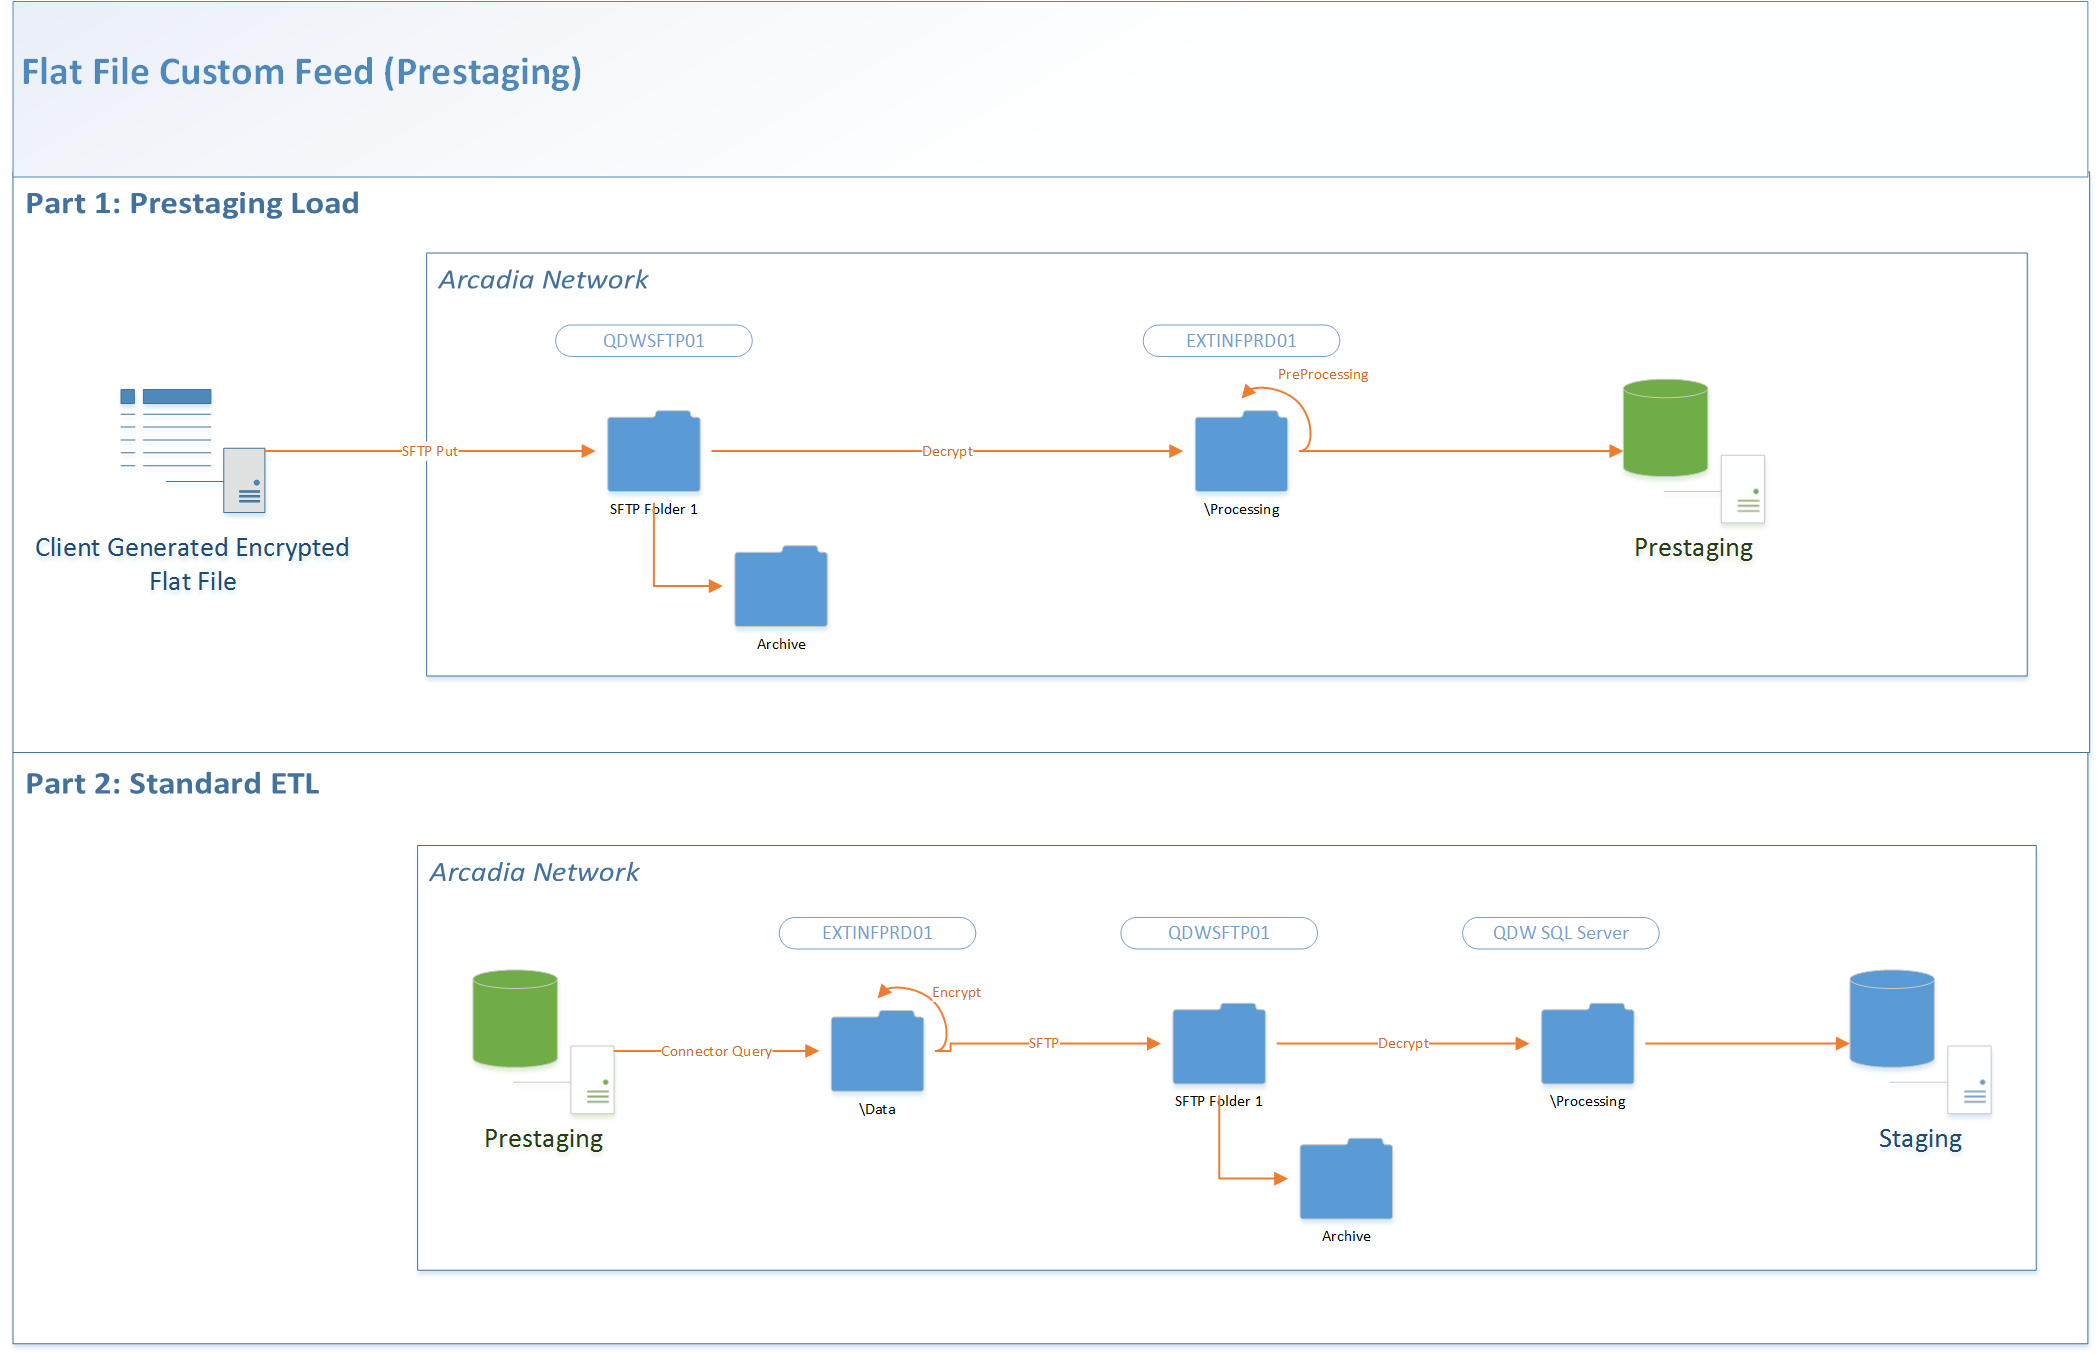 Flat File Custom Feed (Prestaging)
Part 1: Prestaging Load
Arcadia Network
QDWSFTP01
EXTINFPRD01
PreProcessing
SFTP Put
Decrypt
SFTP Folder 1
\Processing
Client Generated Encrypted
Flat File
Prestaging
Archive
Part 2: Standard ETL
Arcadia Network
EXTINFPRD01
QDWSFTP01
QDW SQL Server
Encrypt
Connector Query
SFTP
Decrypt
\Data
SFTP Folder 1
\Processing
Prestaging
Staging
Archive